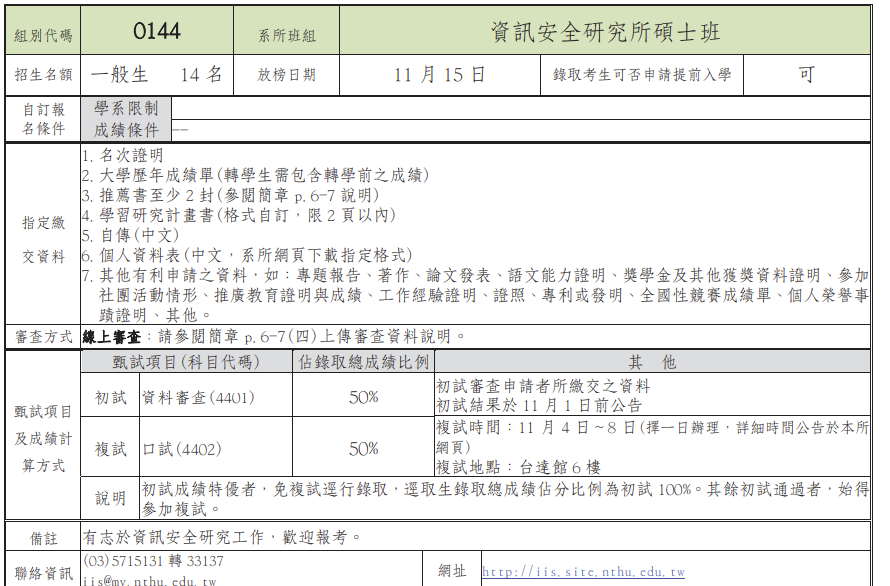 組別代碼 0144 系所班組 資訊安全研究所碩士班
招生名額 一般生 14 名 放榜日期 11 月 15 日 錄取考生可否申請提前入學 可
自訂報名條件 學系限制
成績條件 --
指定繳交資料
1. 名次證明
2. 大學歷年成績單(轉學生需包含轉學前之成績)
3. 推薦書至少 2 封(參閱簡章 p.6-7 說明)
4. 學習研究計畫書(格式自訂，限 2 頁以內)
5. 自傳(中文)
6. 個人資料表(中文，系所網頁下載指定格式)
7. 其他有利申請之資料，如：專題報告、著作、論文發表、語文能力證明、獎學金及其他獲獎資料證明、參加
社團活動情形、推廣教育證明與成績、工作經驗證明、證照、專利或發明、全國性競賽成績單、個人榮譽事
蹟證明、其他。
審查方式 線上審查：請參閱簡章 p.6-7(四)上傳審查資料說明。
甄試項目及成績計算方式
甄試項目(科目代碼) 佔錄取總成績比例 其 他
初試 資料審查(4401) 50% 初試審查申請者所繳交之資料
初試結果於 11 月 1 日前公告
複試 口試(4402) 50% 複試時間：11 月 4 日~8 日(擇一日辦理，詳細時間公告於本所
網頁)
複試地點：台達館 6 樓
說明 初試成績特優者，免複試逕行錄取，逕取生錄取總成績佔分比例為初試 100%。其餘初試通過者，始得
參加複試。
備註 有志於資訊安全研究工作，歡迎報考。
聯絡資訊 (03)5715131 轉 33137
iis@my.nthu.edu.tw
網址 http://iis.site.nthu.edu.tw